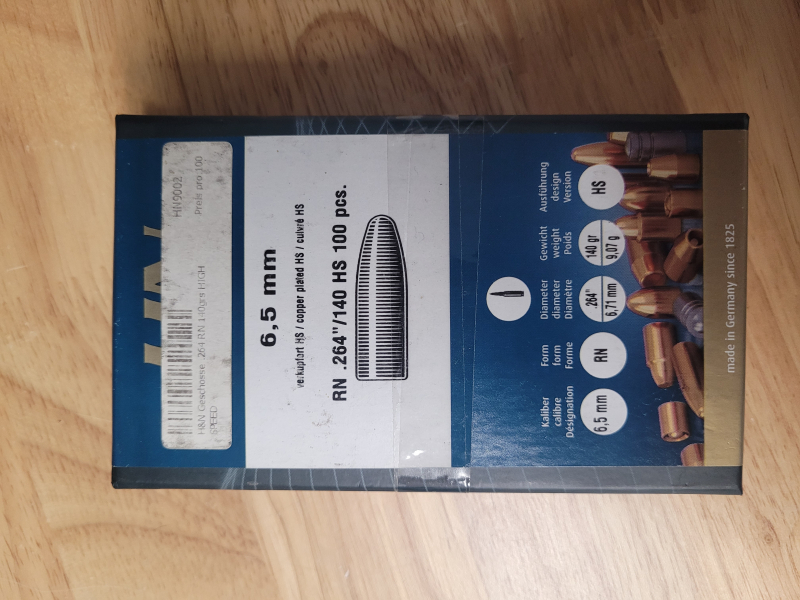 HN9002
Preis pro 100
H&N Geschosse .264 RN 140grs HIGH
SPEED
6,5 mm
verkupfert HS / copper plated HS / cuivré HS
RN .264"/140 HS 100 pcs.
Kaliber
calibre
Désignation
6,5 mm
Form
form
Forme
RN
Diameter
diameter
Diamètre
.264"
6,71 mm
Gewicht
weight
Poids
140 gr
9,07 g
Ausführung
design
Version
HS
made in Germany since 1825